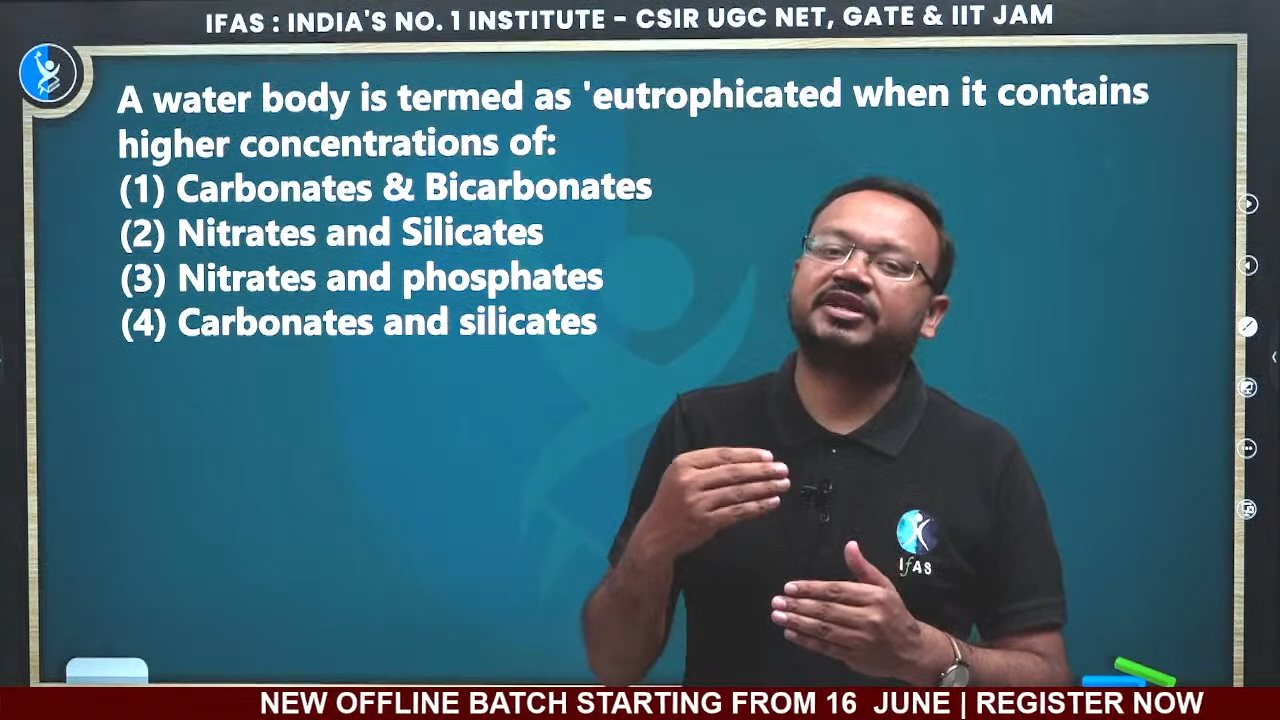 IFAS : INDIA'S NO. 1 INSTITUTE - CSIR UGC NET, GATE & IIT JAM
A water body is termed as 'eutrophicated when it contains
higher concentrations of:
(1) Carbonates & Bicarbonates
(2) Nitrates and Silicates
(3) Nitrates and phosphates
(4) Carbonates and silicates
IfAS
NEW OFFLINE BATCH STARTING FROM 16 JUNE | REGISTER NOW